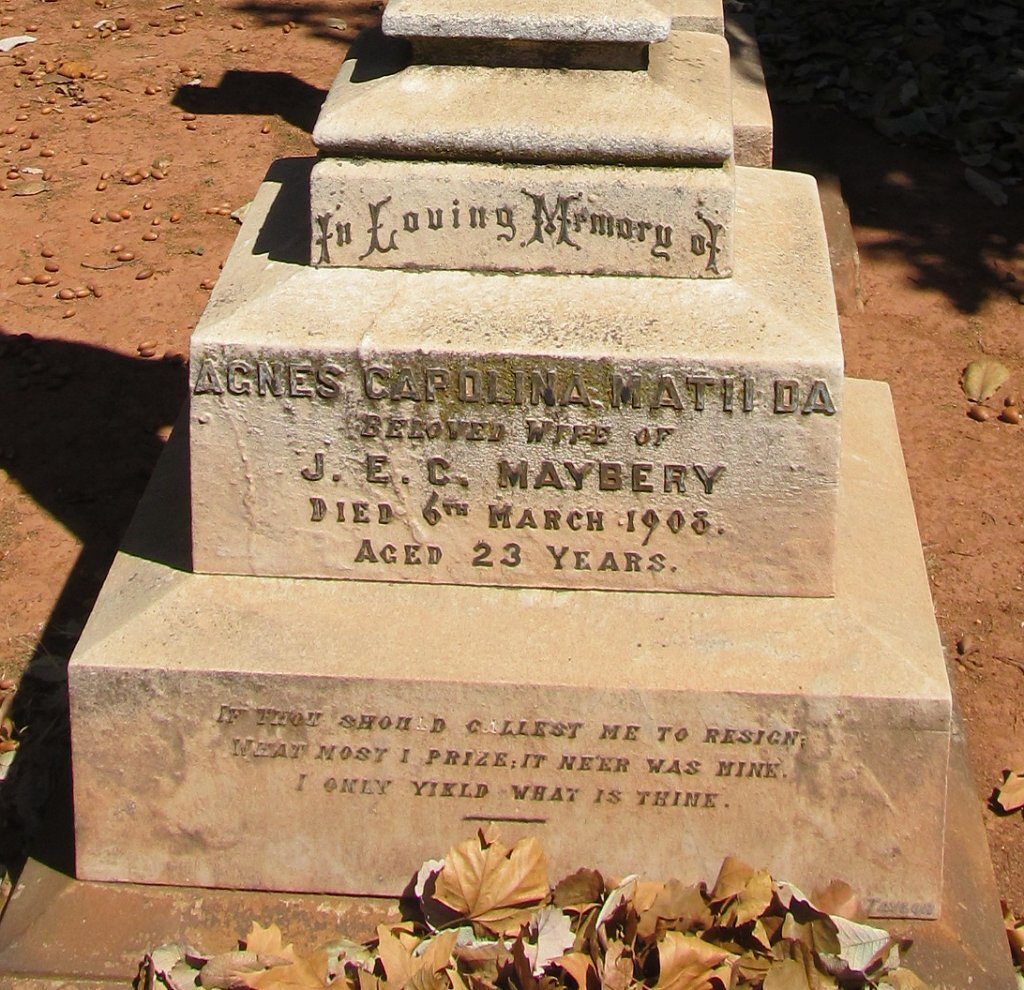 In Loving Memory of
AGNES CAROLINA MATILDA
BELOVED WIFE OF
J. E. C. MAYBERY
DIED 6TH MARCH 1908.
AGED 23 YEARS.
IF THOU SHOULD CALLEST ME TO RESIGN;
WHAT MOST I PRIZE; IT NE'ER WAS MINE.
I ONLY YIELD WHAT IS THINE.